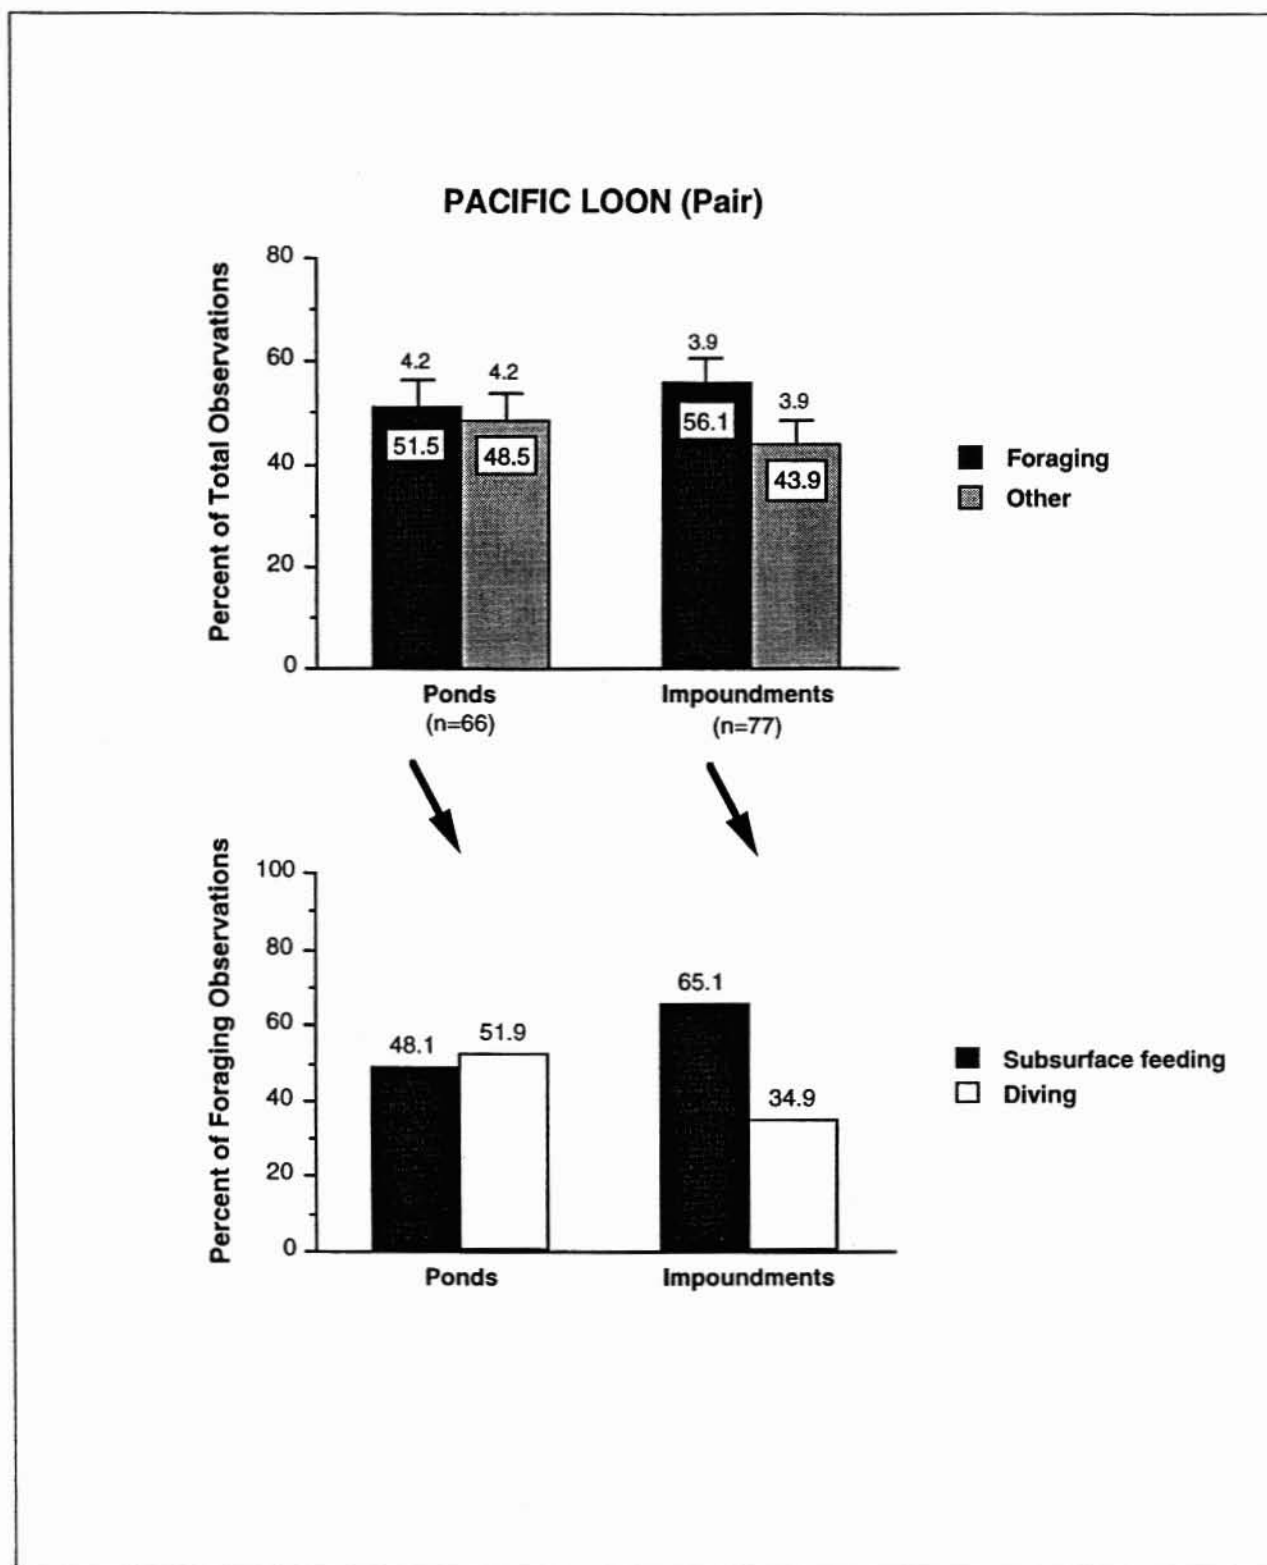 PACIFIC LOON (Pair)
Percent of Total Observations
80
60
40
20
0
4.2
4.2
3.9
3.9
51.5
48.5
56.1
43.9
Foraging
Other
Ponds
(n=66)
Impoundments
(n=77)
Percent of Foraging Observations
100
80
60
40
20
0
48.1
51.9
65.1
34.9
Subsurface feeding
Diving
Ponds
Impoundments